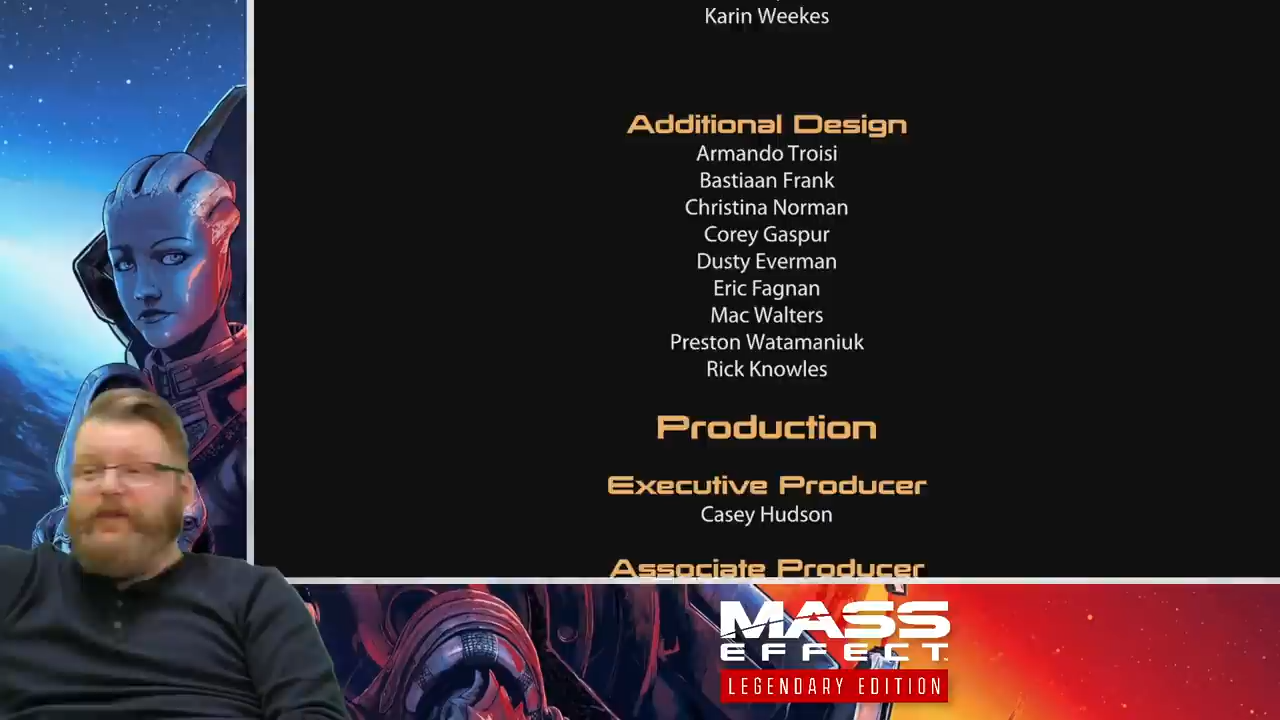 Karin Weekes
Additional Design
Armando Troisi
Bastiaan Frank
Christina Norman
Corey Gaspur
Dusty Everman
Eric Fagnan
Mac Walters
Preston Watamaniuk
Rick Knowles
Production
Executive Producer
Casey Hudson
Associate Producer
MASS
EFFECT
LEGENDARY EDITION